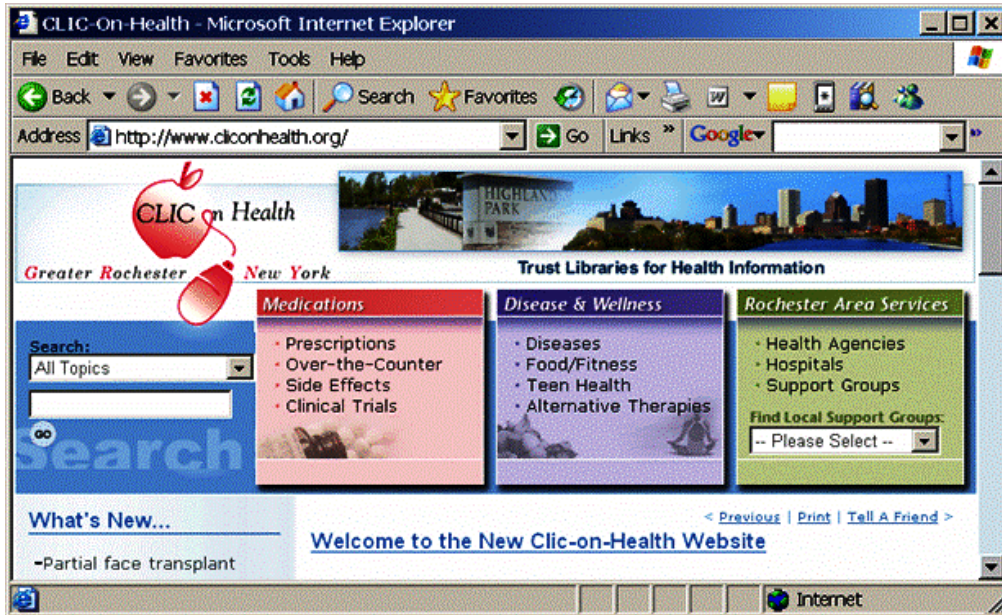 CLIC-On-Health - Microsoft Internet Explorer
File Edit View Favorites Tools Help
Back Search Favorites W
Address http://www.cliconhealth.org/ Go Links » Google »
CLIC on Health
HIGHLAND
PARK
Greater Rochester New York
Trust Libraries for Health Information
Search:
All Topics
GO
Search
Medications
· Prescriptions
· Over-the-Counter
· Side Effects
· Clinical Trials
Disease & Wellness
· Diseases
· Food/Fitness
· Teen Health
· Alternative Therapies
Rochester Area Services
· Health Agencies
· Hospitals
· Support Groups
Find Local Support Groups:
-- Please Select --
What's New...
-Partial face transplant
< Previous | Print | Tell A Friend >
Welcome to the New Clic-on-Health Website
Internet